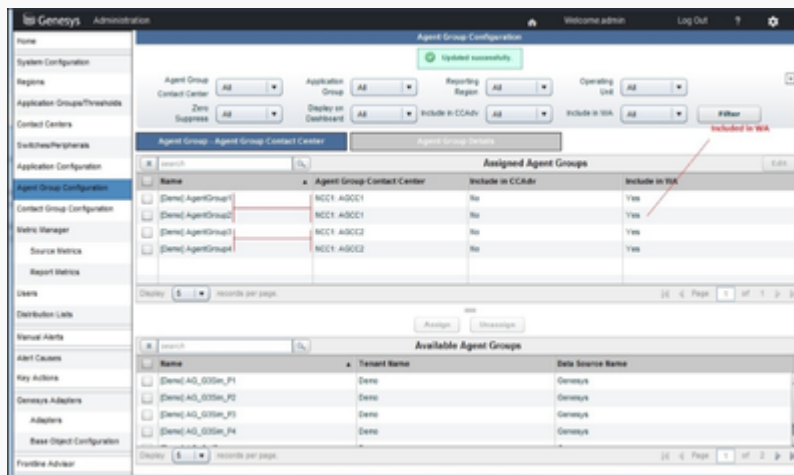 Genesys Administration Welcome admin Log Out ?
Home
System Configuration
Regions
Application Groups/Thresholds
Contact Centers
Switches/Peripherals
Application Configuration
Agent Group Configuration
Contact Group Configuration
Metric Manager
Source Metrics
Report Metrics
Users
Distribution Lists
Manual Alerts
Alert Causes
Key Actions
Genesys Adapters
Adapters
Base Object Configuration
Frontline Advisor
Agent Group Configuration
Updated successfully.
Agent Group Contact Center All Application Group All Reporting Region All Operating Unit All
Zero Suppress All Display on Dashboard All Include in CCAdv All Include in WA All Filter
Included in WA
Agent Group - Agent Group Contact Center Agent Group Details
search Assigned Agent Groups Edit
Name Agent Group Contact Center Include in CCAdv Include in WA
[Demo] AgentGroup1 NCC1: AGCC1 No Yes
[Demo] AgentGroup2 NCC1: AGCC1 No Yes
[Demo] AgentGroup3 NCC1: AGCC2 No Yes
[Demo] AgentGroup4 NCC1: AGCC2 No Yes
Display 5 records per page. Page 1 of 1
Assign Unassign
search Available Agent Groups
Name Tenant Name Data Source Name
[Demo] AG_G3Sim_P1 Demo Genesys
[Demo] AG_G3Sim_P2 Demo Genesys
[Demo] AG_G3Sim_P3 Demo Genesys
[Demo] AG_G3Sim_P4 Demo Genesys
Display 5 records per page. Page 1 of 2